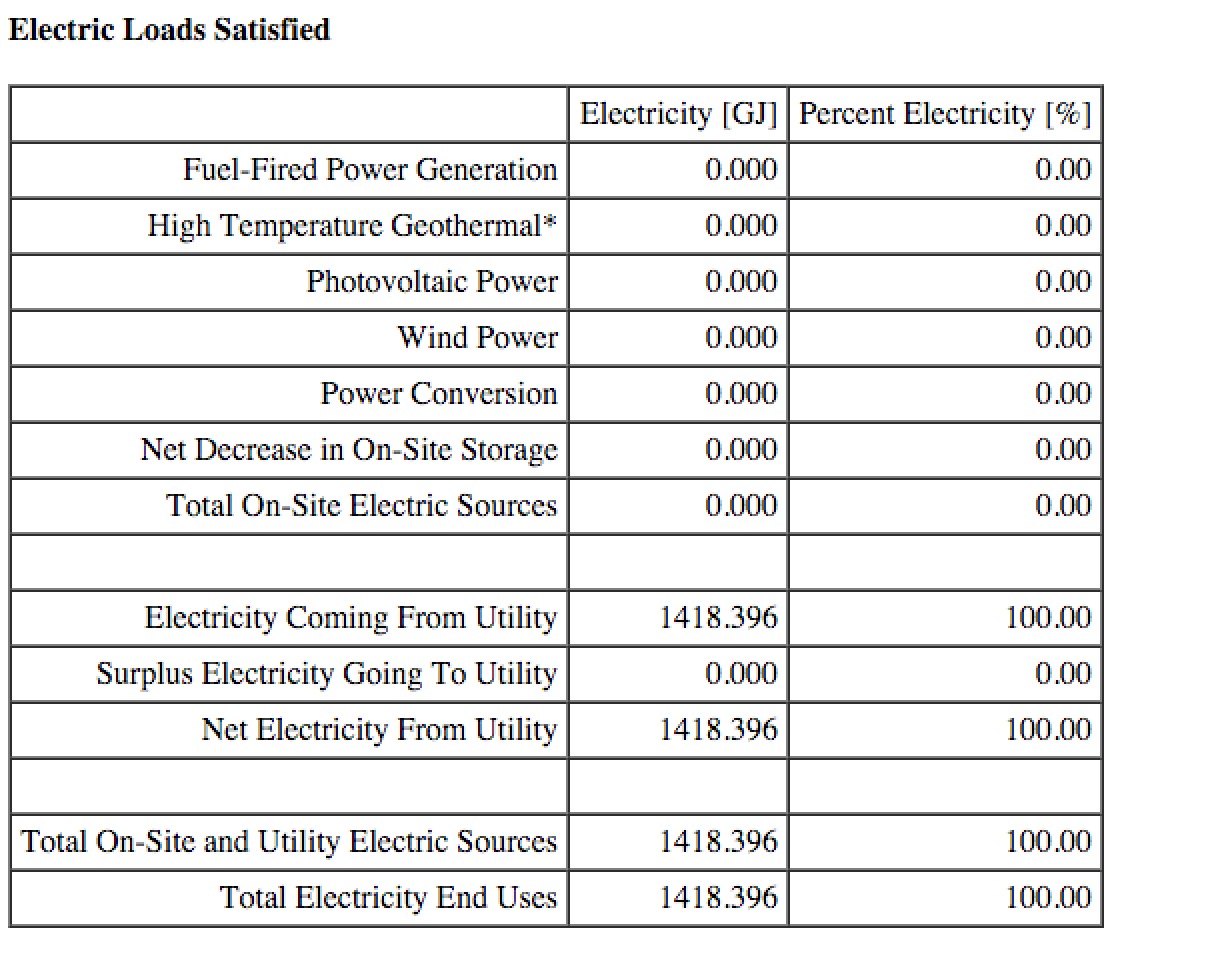 Electric Loads Satisfied
Electricity [GJ] Percent Electricity [%]
Fuel-Fired Power Generation 0.000 0.00
High Temperature Geothermal* 0.000 0.00
Photovoltaic Power 0.000 0.00
Wind Power 0.000 0.00
Power Conversion 0.000 0.00
Net Decrease in On-Site Storage 0.000 0.00
Total On-Site Electric Sources 0.000 0.00
Electricity Coming From Utility 1418.396 100.00
Surplus Electricity Going To Utility 0.000 0.00
Net Electricity From Utility 1418.396 100.00
Total On-Site and Utility Electric Sources 1418.396 100.00
Total Electricity End Uses 1418.396 100.00